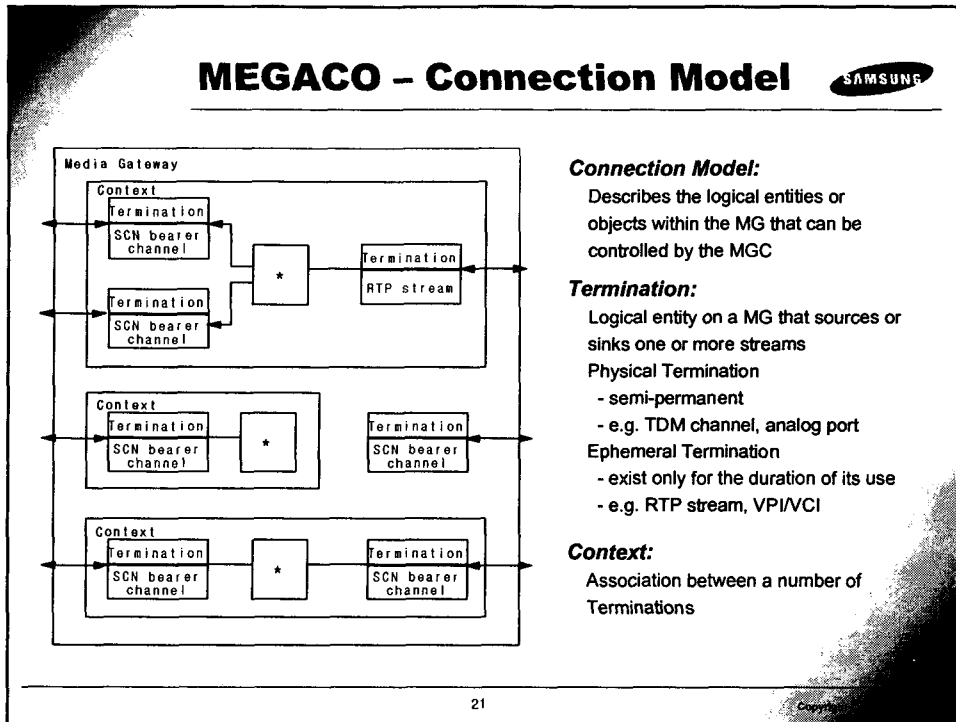 MEGACO – Connection Model
SAMSUNG
Media Gateway
Context
Termination
SCN bearer
channel
*
Termination
RTP stream
Termination
SCN bearer
channel
Context
Termination
SCN bearer
channel
*
Termination
SCN bearer
channel
Context
Termination
SCN bearer
channel
*
Termination
SCN bearer
channel
Connection Model:
Describes the logical entities or
objects within the MG that can be
controlled by the MGC
Termination:
Logical entity on a MG that sources or
sinks one or more streams
Physical Termination
- semi-permanent
- e.g. TDM channel, analog port
Ephemeral Termination
- exist only for the duration of its use
- e.g. RTP stream, VPI/VCI
Context:
Association between a number of
Terminations
21